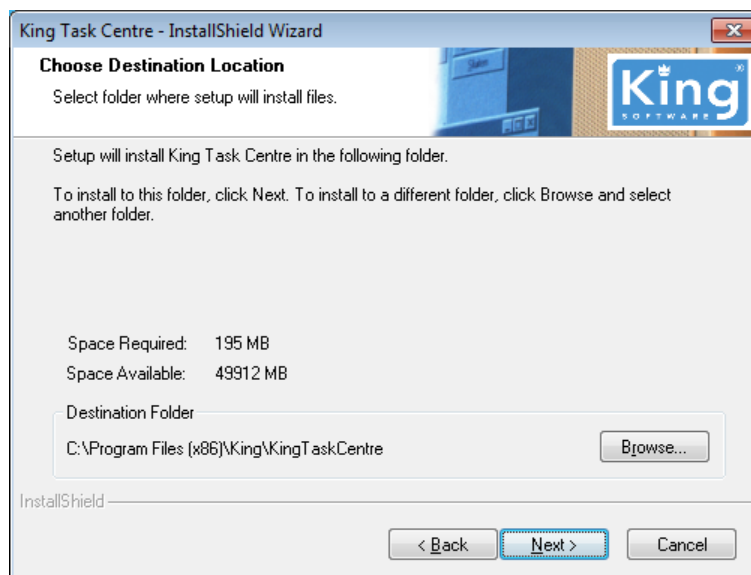 King Task Centre - InstallShield Wizard
Choose Destination Location
Select folder where setup will install files.
King
SOFTWARE
Setup will install King Task Centre in the following folder.
To install to this folder, click Next. To install to a different folder, click Browse and select
another folder.
Space Required: 195 MB
Space Available: 49912 MB
Destination Folder
C:\Program Files (x86)\King\KingTaskCentre
Browse...
InstallShield
< Back
Next >
Cancel